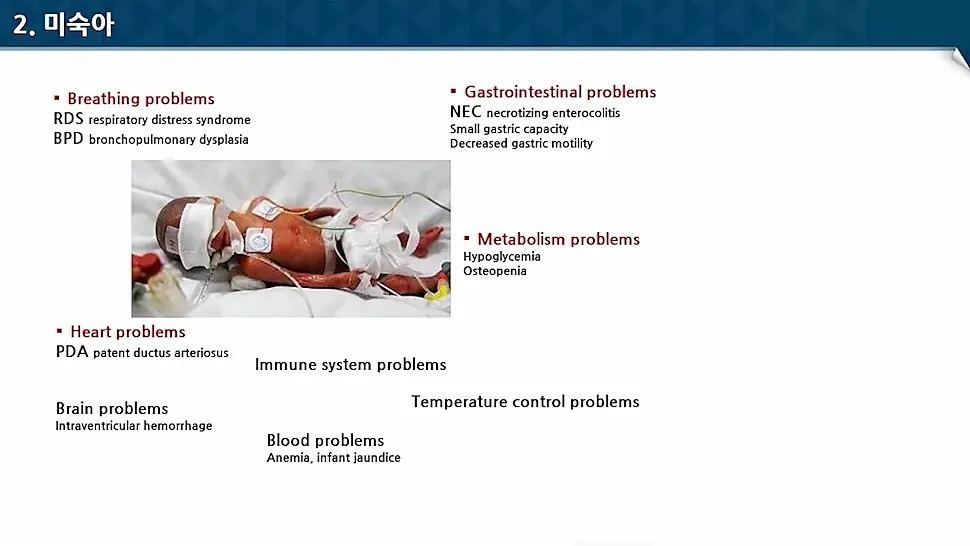 2. 미숙아
▪ Breathing problems
RDS respiratory distress syndrome
BPD bronchopulmonary dysplasia
▪ Gastrointestinal problems
NEC necrotizing enterocolitis
Small gastric capacity
Decreased gastric motility
▪ Metabolism problems
Hypoglycemia
Osteopenia
▪ Heart problems
PDA patent ductus arteriosus
Immune system problems
Temperature control problems
Brain problems
Intraventricular hemorrhage
Blood problems
Anemia, infant jaundice